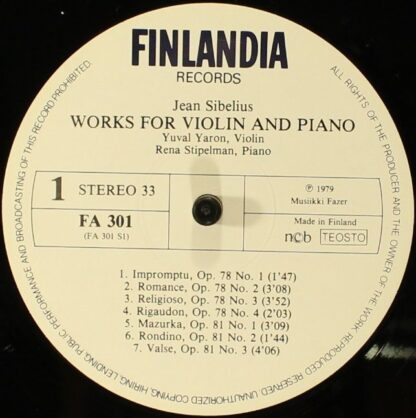 FINLANDIA
RECORDS
Jean Sibelius
WORKS FOR VIOLIN AND PIANO
Yuval Yaron, Violin
Rena Stipelman, Piano
1 STEREO 33
FA 301
(FA 301 S1)
℗ 1979
Musiikki Fazer
Made in Finland
ncb TEOSTO
1. Impromptu, Op. 78 No. 1 (1'47)
2. Romance, Op. 78 No. 2 (3'08)
3. Religioso, Op. 78 No. 3 (3'52)
4. Rigaudon, Op. 78 No. 4 (2'03)
5. Mazurka, Op. 81 No. 1 (3'09)
6. Rondino, Op. 81 No. 2 (1'44)
7. Valse, Op. 81 No. 3 (4'06)
ALL RIGHTS OF THE PRODUCER AND THE OWNER OF THE WORK REPRODUCED RESERVED. UNAUTHORIZED COPYING, HIRING, LENDING, PUBLIC PERFORMANCE AND BROADCASTING OF THIS RECORD PROHIBITED.